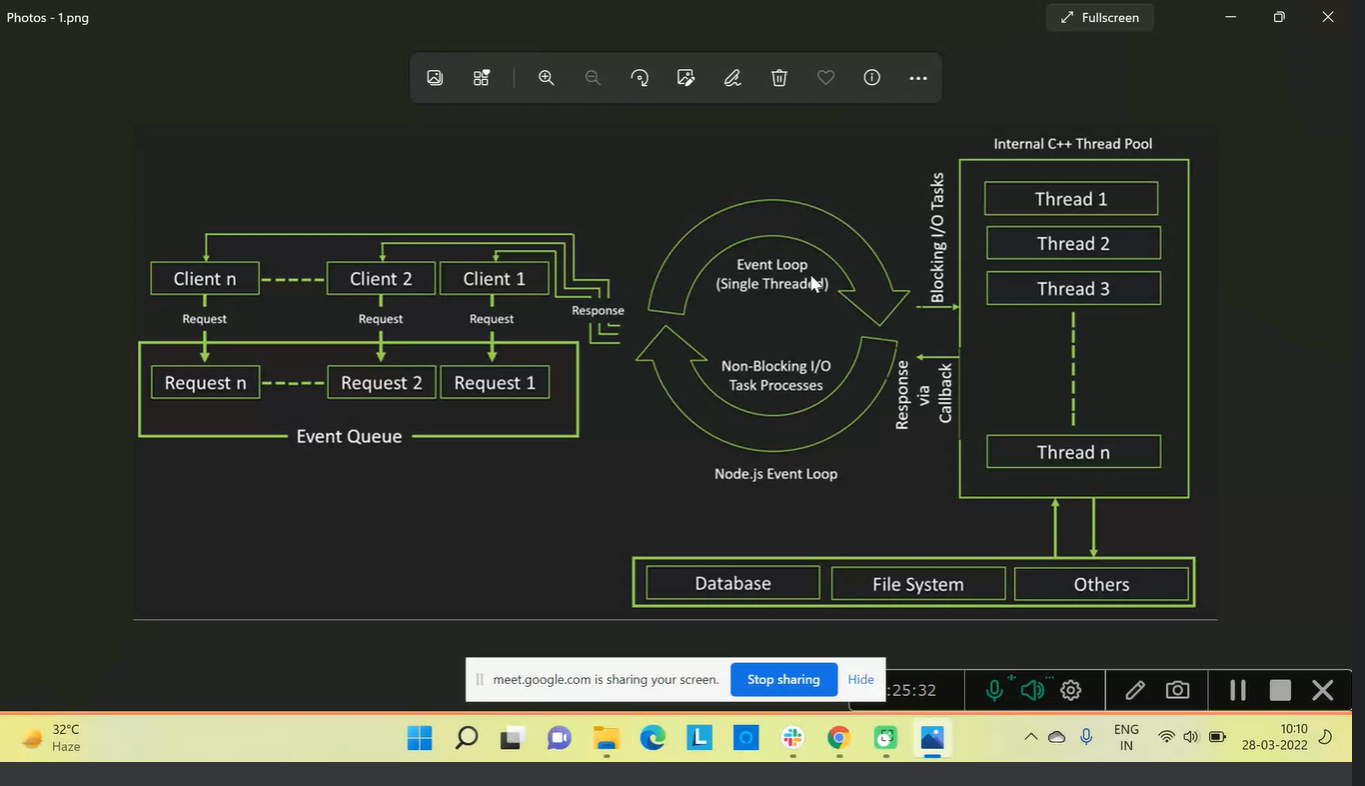 Photos - 1.png
Fullscreen
Internal C++ Thread Pool
Thread 1
Thread 2
Thread 3
Thread n
Blocking I/O Tasks
Response
via
Callback
Event Loop
(Single Threaded)
Non-Blocking I/O
Task Processes
Node.js Event Loop
Client n
Client 2
Client 1
Response
Request
Request
Request
Request n
Request 2
Request 1
Event Queue
Database
File System
Others
meet.google.com is sharing your screen.
Stop sharing
Hide
:25:32
32°C
Haze
ENG
IN
10:10
28-03-2022